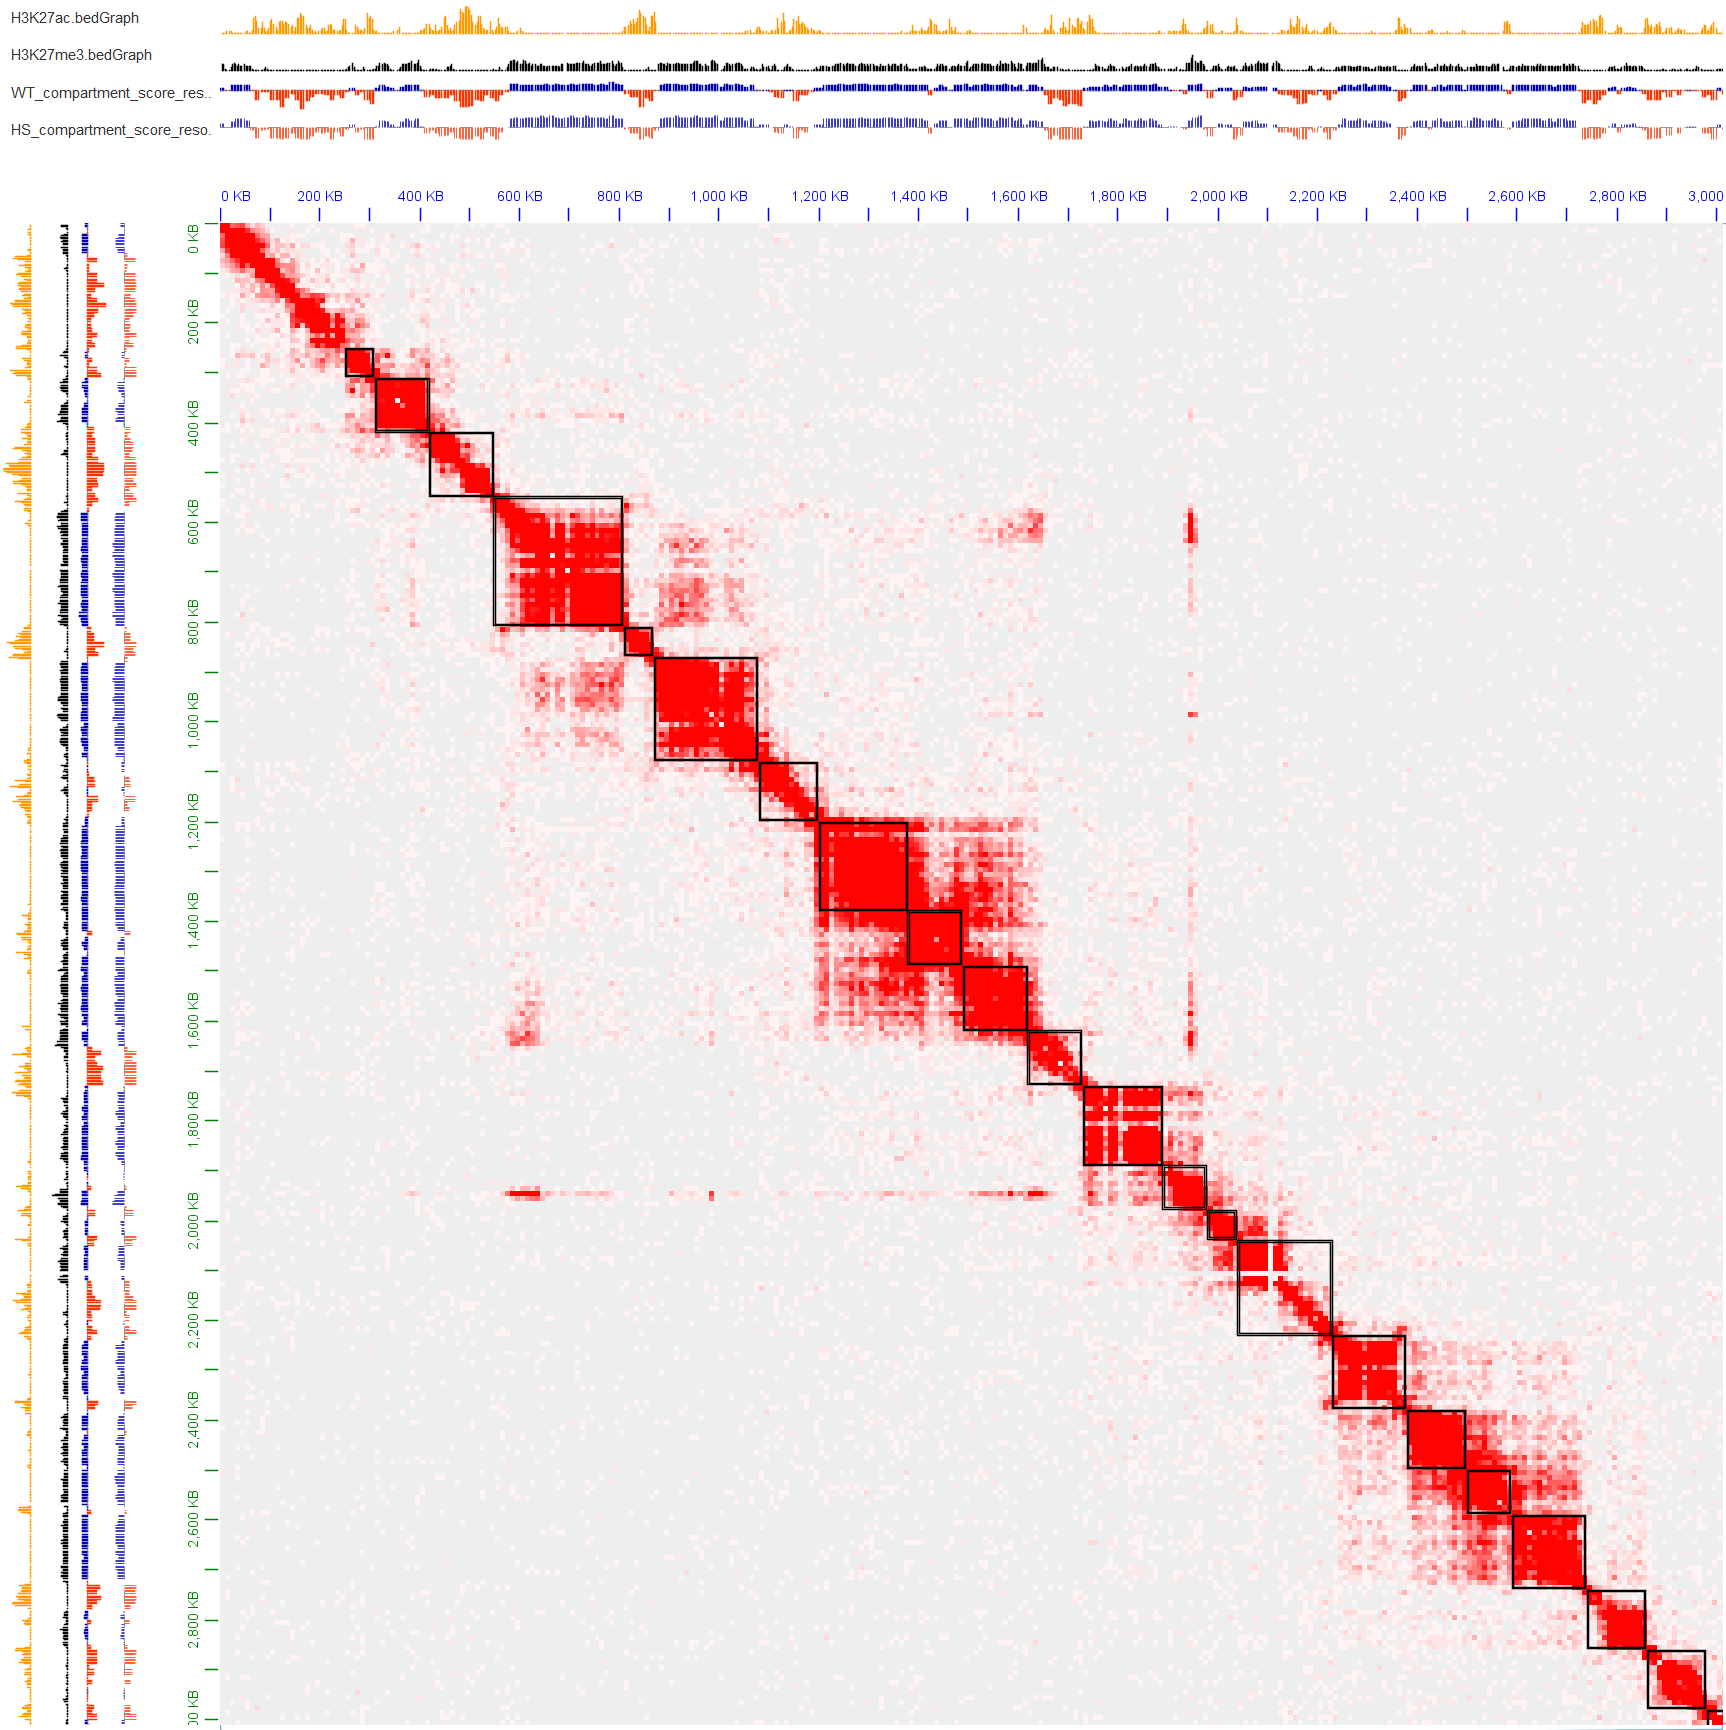 H3K27ac.bedGraph
H3K27me3.bedGraph
WT_compartment_score_res..
HS_compartment_score_reso.
0 KB 200 KB 400 KB 600 KB 800 KB 1,000 KB 1,200 KB 1,400 KB 1,600 KB 1,800 KB 2,000 KB 2,200 KB 2,400 KB 2,600 KB 2,800 KB 3,000
0 KB
200 KB
400 KB
600 KB
800 KB
1,000 KB
1,200 KB
1,400 KB
1,600 KB
1,800 KB
2,000 KB
2,200 KB
2,400 KB
2,600 KB
2,800 KB
00 KB